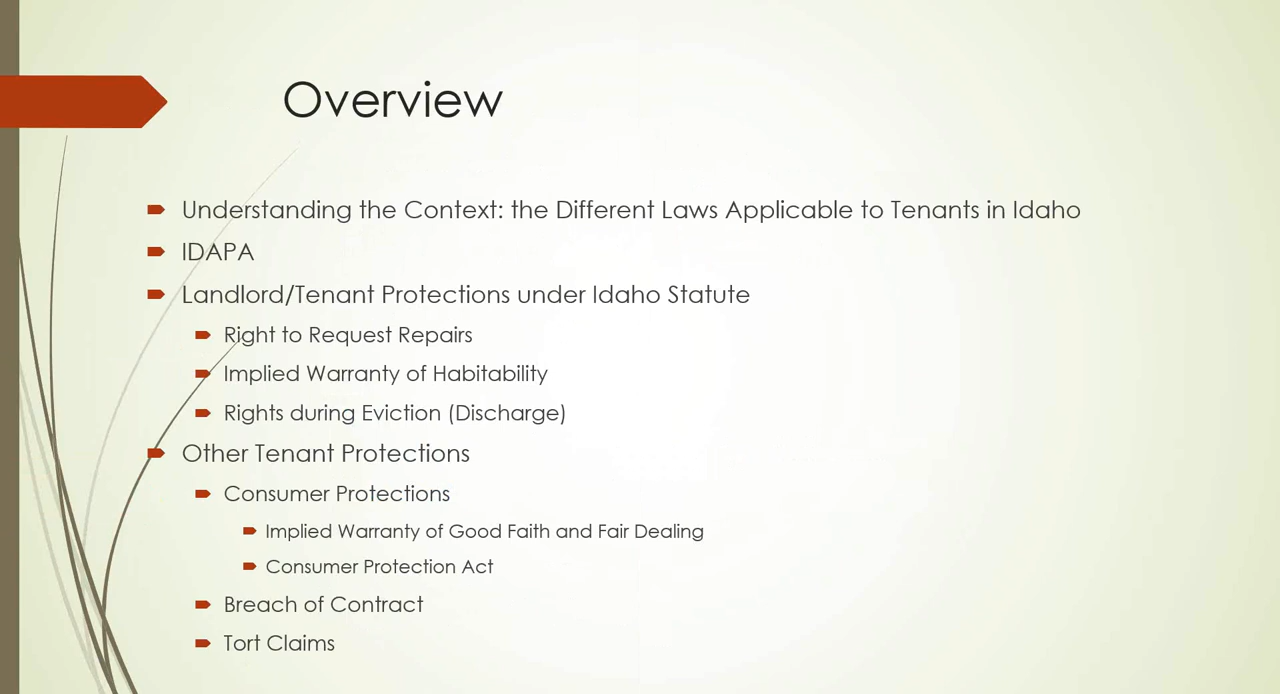 Overview
Understanding the Context: the Different Laws Applicable to Tenants in Idaho
IDAPA
Landlord/Tenant Protections under Idaho Statute
Right to Request Repairs
Implied Warranty of Habitability
Rights during Eviction (Discharge)
Other Tenant Protections
Consumer Protections
Implied Warranty of Good Faith and Fair Dealing
Consumer Protection Act
Breach of Contract
Tort Claims